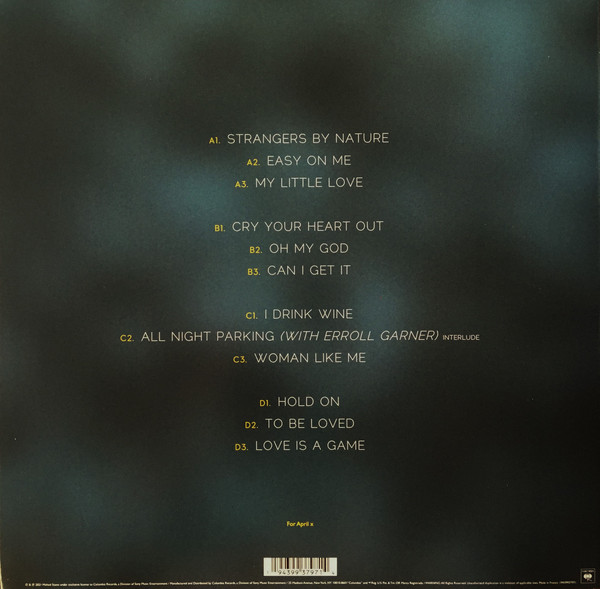 A1. STRANGERS BY NATURE
A2. EASY ON ME
A3. MY LITTLE LOVE
B1. CRY YOUR HEART OUT
B2. OH MY GOD
B3. CAN I GET IT
C1. I DRINK WINE
C2. ALL NIGHT PARKING (WITH ERROLL GARNER) INTERLUDE
C3. WOMAN LIKE ME
D1. HOLD ON
D2. TO BE LOVED
D3. LOVE IS A GAME
For April x
94399 37971